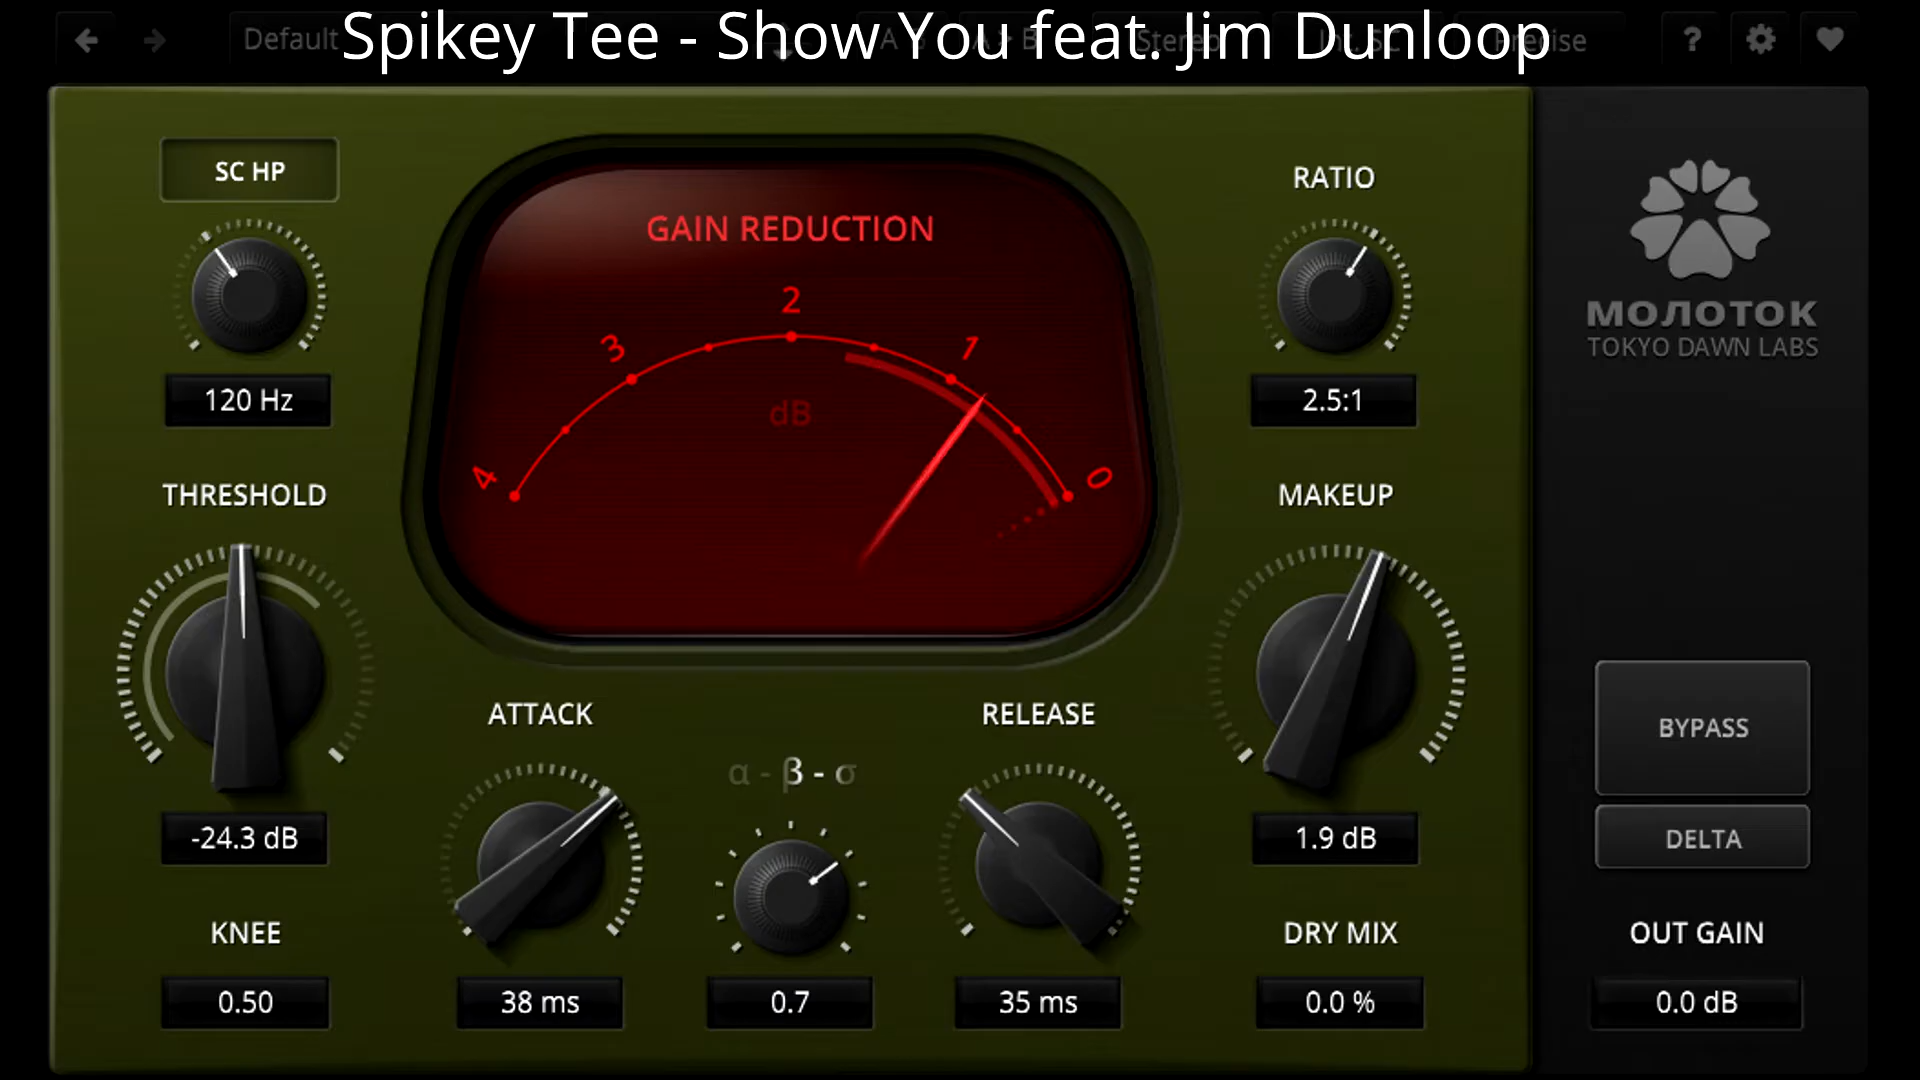 Spikey Tee - Show You feat. Jim Dunloop
Default
Stereo
?
SC HP
120 Hz
GAIN REDUCTION
4
3
2
1
0
dB
RATIO
2.5:1
МОЛОТОК
TOKYO DAWN LABS
THRESHOLD
-24.3 dB
MAKEUP
1.9 dB
ATTACK
α - β - σ
RELEASE
BYPASS
DELTA
KNEE
0.50
38 ms
0.7
35 ms
DRY MIX
0.0 %
OUT GAIN
0.0 dB